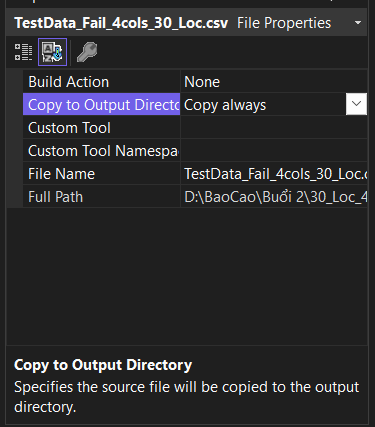 TestData_Fail_4cols_30_Loc.csv File Properties
Build Action None
Copy to Output Directo Copy always
Custom Tool
Custom Tool Namespa
File Name TestData_Fail_4cols_30_Loc.c
Full Path D:\BaoCao\Buổi 2\30_Loc_4
Copy to Output Directory
Specifies the source file will be copied to the output
directory.